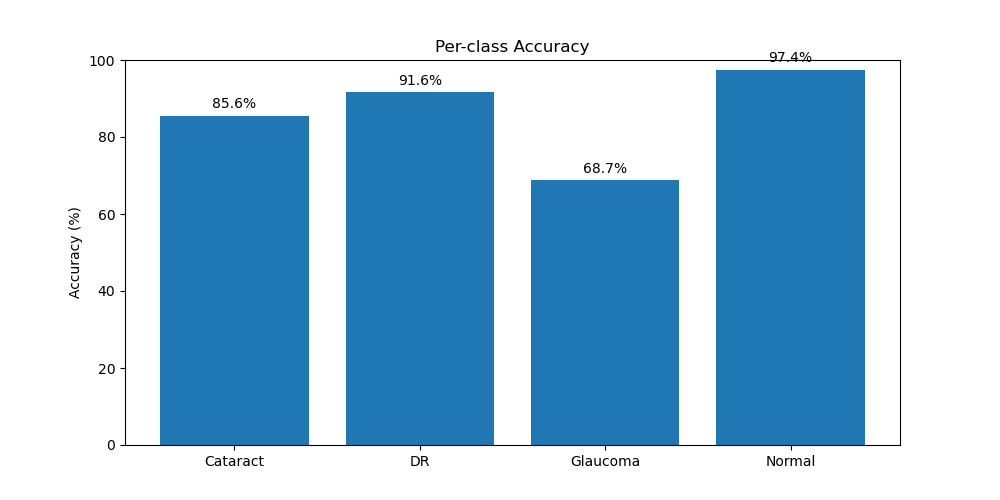 Per-class Accuracy
Accuracy (%)
100
80
60
40
20
0
85.6%
91.6%
68.7%
97.4%
Cataract
DR
Glaucoma
Normal